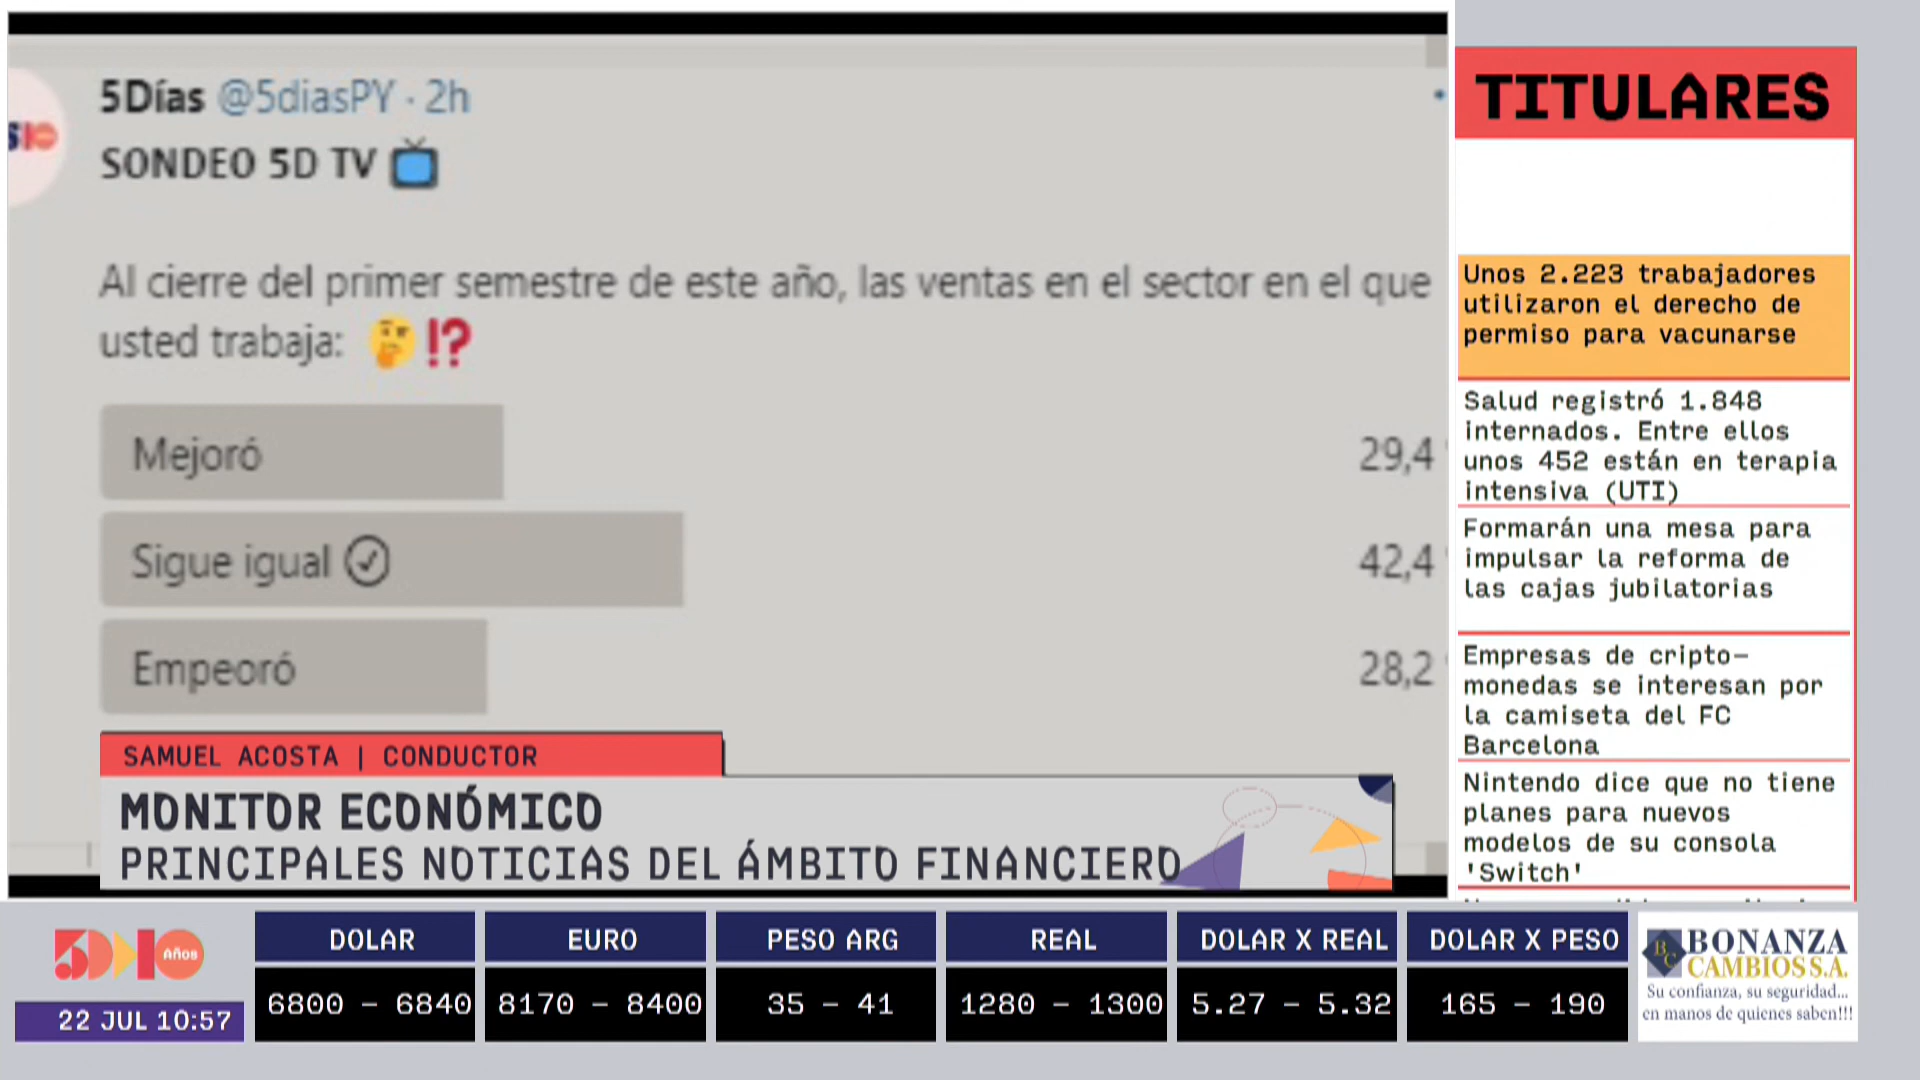 5Días @5diasPY · 2h
SONDEO 5D TV
Al cierre del primer semestre de este año, las ventas en el sector en el que
usted trabaja: 🤔⁉️
Mejoró 29,4
Sigue igual 42,4
Empeoró 28,2
SAMUEL ACOSTA | CONDUCTOR
MONITOR ECONÓMICO
PRINCIPALES NOTICIAS DEL ÁMBITO FINANCIERO
TITULARES
Unos 2.223 trabajadores
utilizaron el derecho de
permiso para vacunarse
Salud registró 1.848
internados. Entre ellos
unos 452 están en terapia
intensiva (UTI)
Formarán una mesa para
impulsar la reforma de
las cajas jubilatorias
Empresas de cripto-
monedas se interesan por
la camiseta del FC
Barcelona
Nintendo dice que no tiene
planes para nuevos
modelos de su consola
'Switch'
5D 10 Años
22 JUL 10:57
DOLAR
6800 - 6840
EURO
8170 - 8400
PESO ARG
35 - 41
REAL
1280 - 1300
DOLAR X REAL
5.27 - 5.32
DOLAR X PESO
165 - 190
BC BONANZA
CAMBIOS S.A.
Su confianza, su seguridad...
en manos de quienes saben!!!